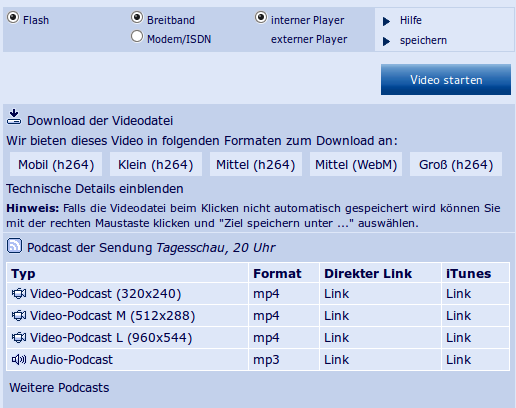 Flash Breitband interner Player Hilfe
Modem/ISDN externer Player speichern
Video starten
Download der Videodatei
Wir bieten dieses Video in folgenden Formaten zum Download an:
Mobil (h264) Klein (h264) Mittel (h264) Mittel (WebM) Groß (h264)
Technische Details einblenden
Hinweis: Falls die Videodatei beim Klicken nicht automatisch gespeichert wird können Sie
mit der rechten Maustaste klicken und "Ziel speichern unter ..." auswählen.
Podcast der Sendung Tagesschau, 20 Uhr
Typ Format Direkter Link iTunes
Video-Podcast (320x240) mp4 Link Link
Video-Podcast M (512x288) mp4 Link Link
Video-Podcast L (960x544) mp4 Link Link
Audio-Podcast mp3 Link Link
Weitere Podcasts